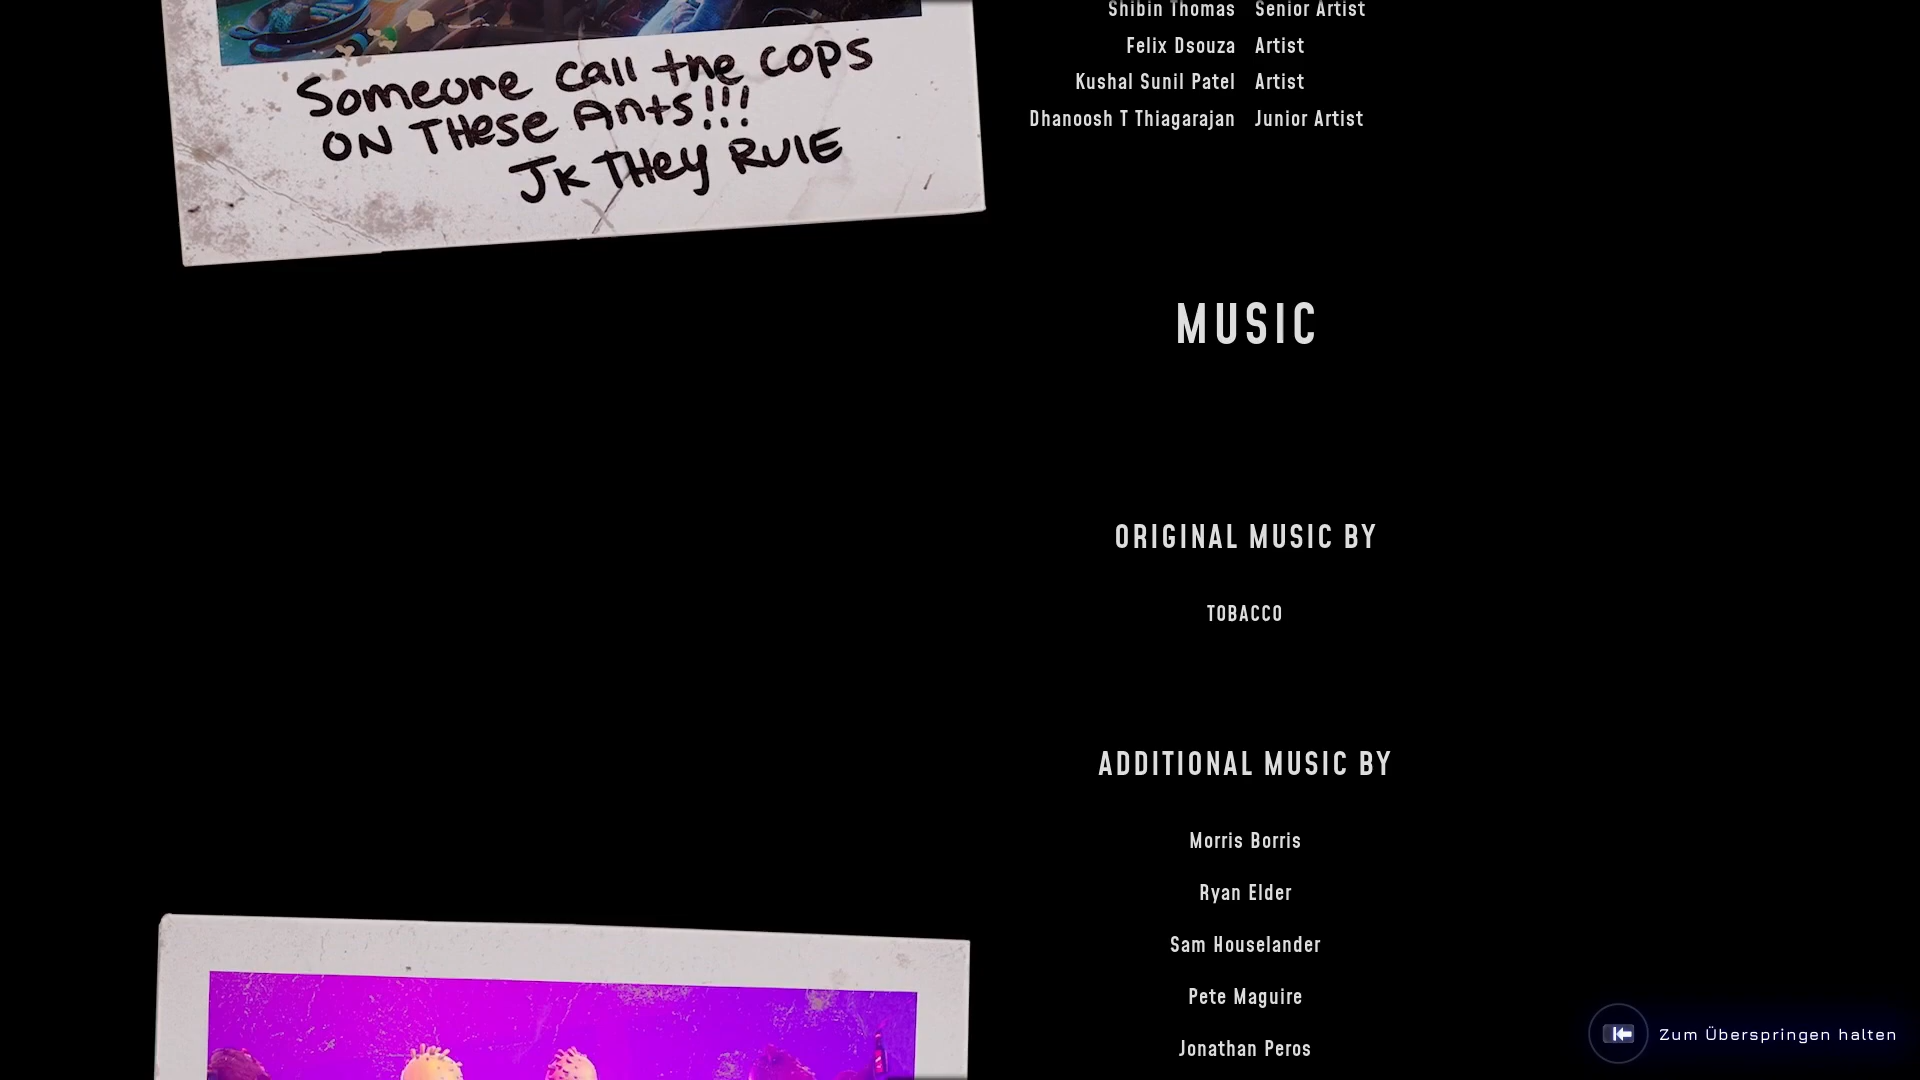 Someone call the cops
ON THese Ants!!!
JK THey RULE
Shibin Thomas Senior Artist
Felix Dsouza Artist
Kushal Sunil Patel Artist
Dhanoosh T Thiagarajan Junior Artist
MUSIC
ORIGINAL MUSIC BY
TOBACCO
ADDITIONAL MUSIC BY
Morris Borris
Ryan Elder
Sam Houselander
Pete Maguire
Jonathan Peros
Zum Überspringen halten